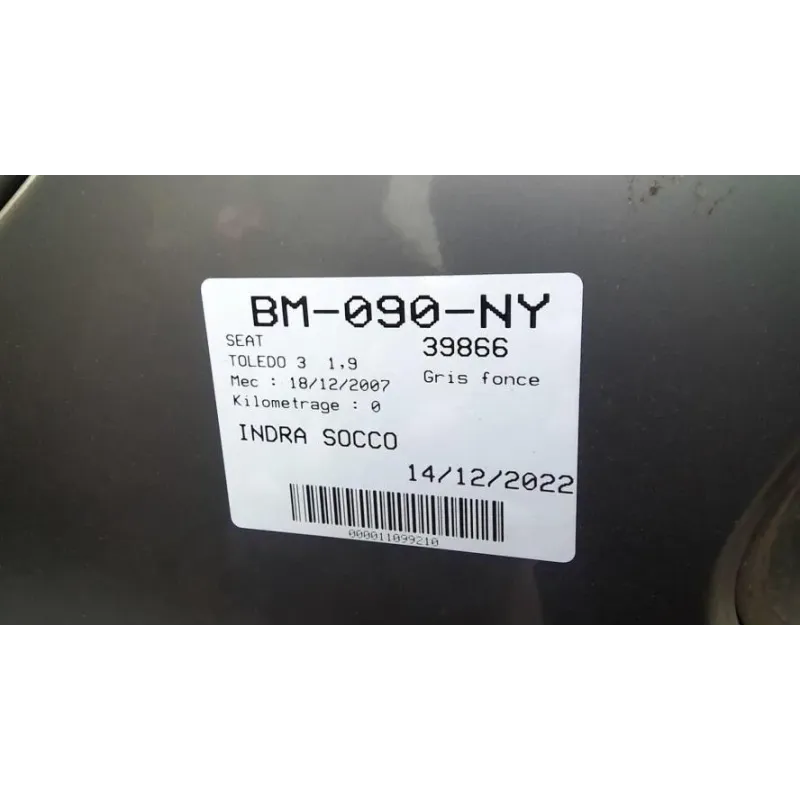 BM-090-NY
SEAT 39866
TOLEDO 3 1,9
Mec : 18/12/2007 Gris fonce
Kilometrage : 0
INDRA SOCCO
14/12/2022
000011099210